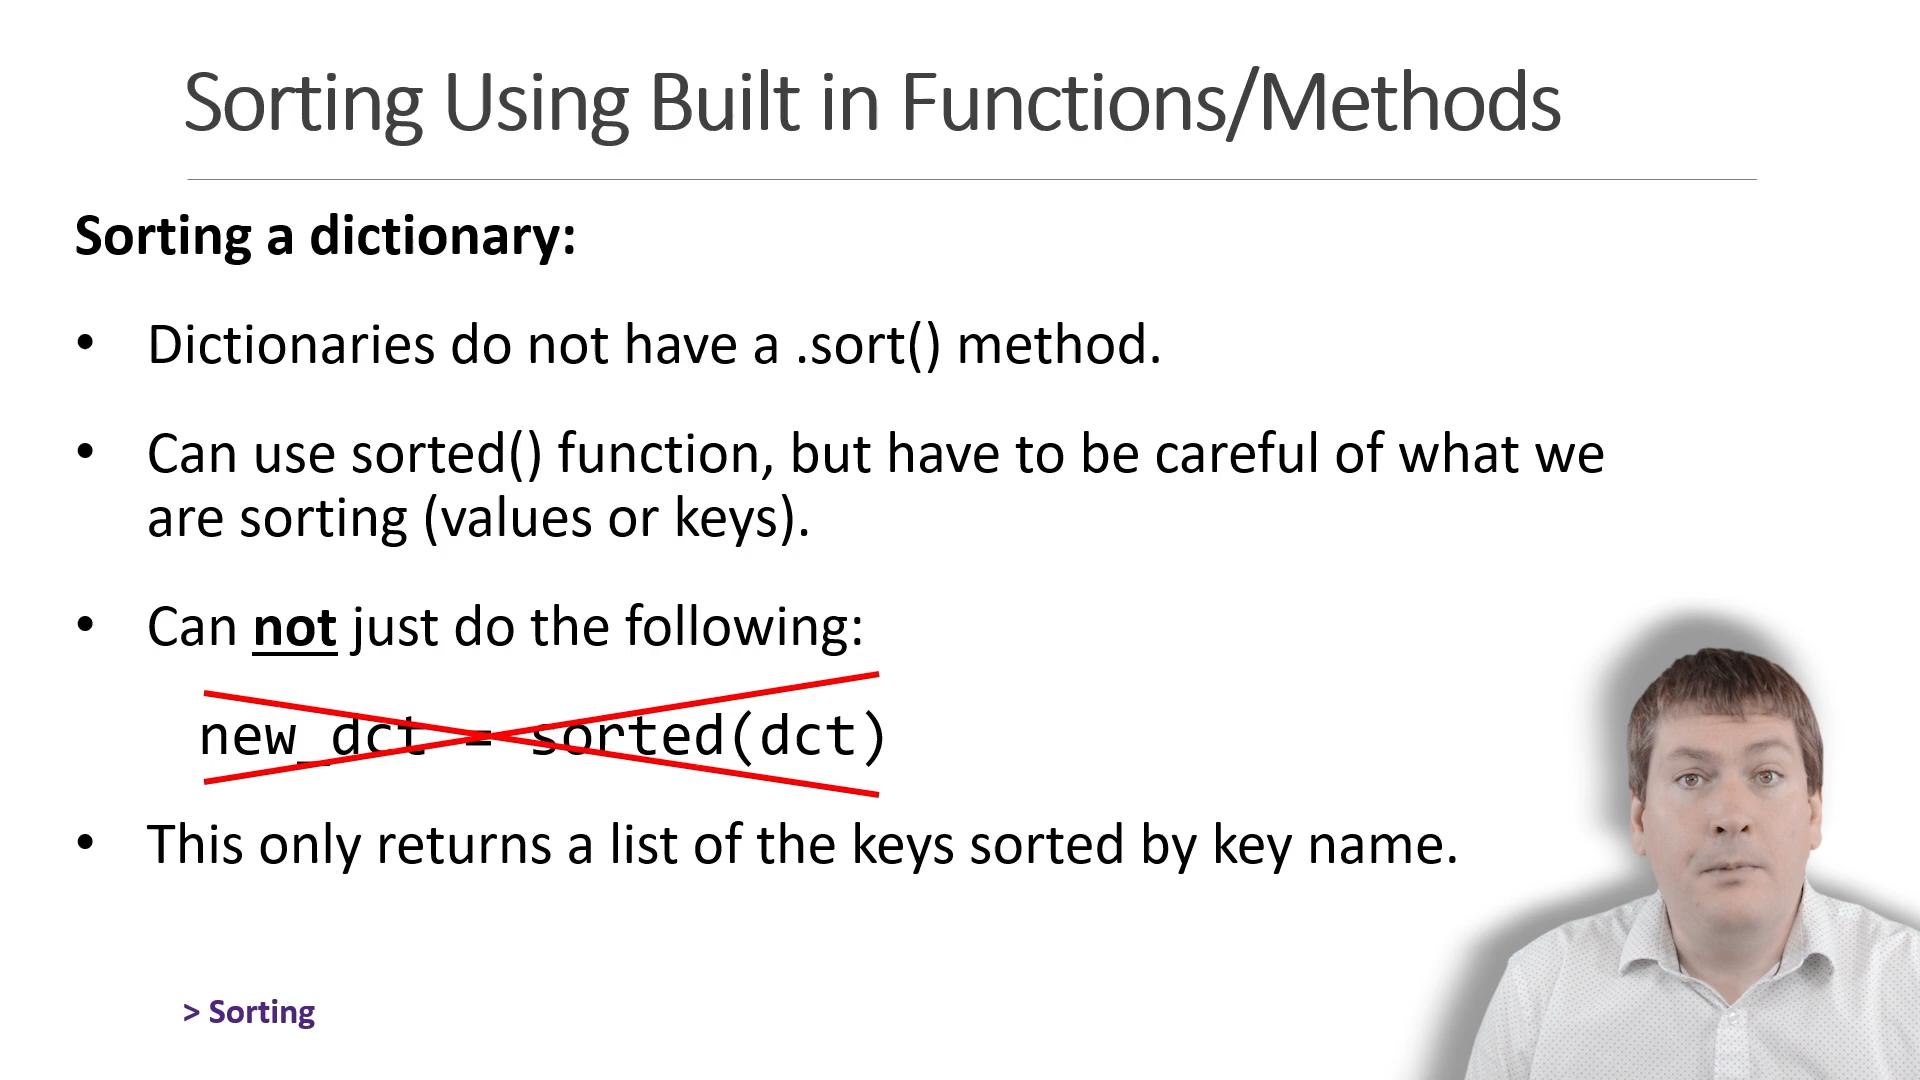 Sorting Using Built in Functions/Methods
Sorting a dictionary:
• Dictionaries do not have a .sort() method.
• Can use sorted() function, but have to be careful of what we
are sorting (values or keys).
• Can not just do the following:
new_dct = sorted(dct)
• This only returns a list of the keys sorted by key name.
> Sorting